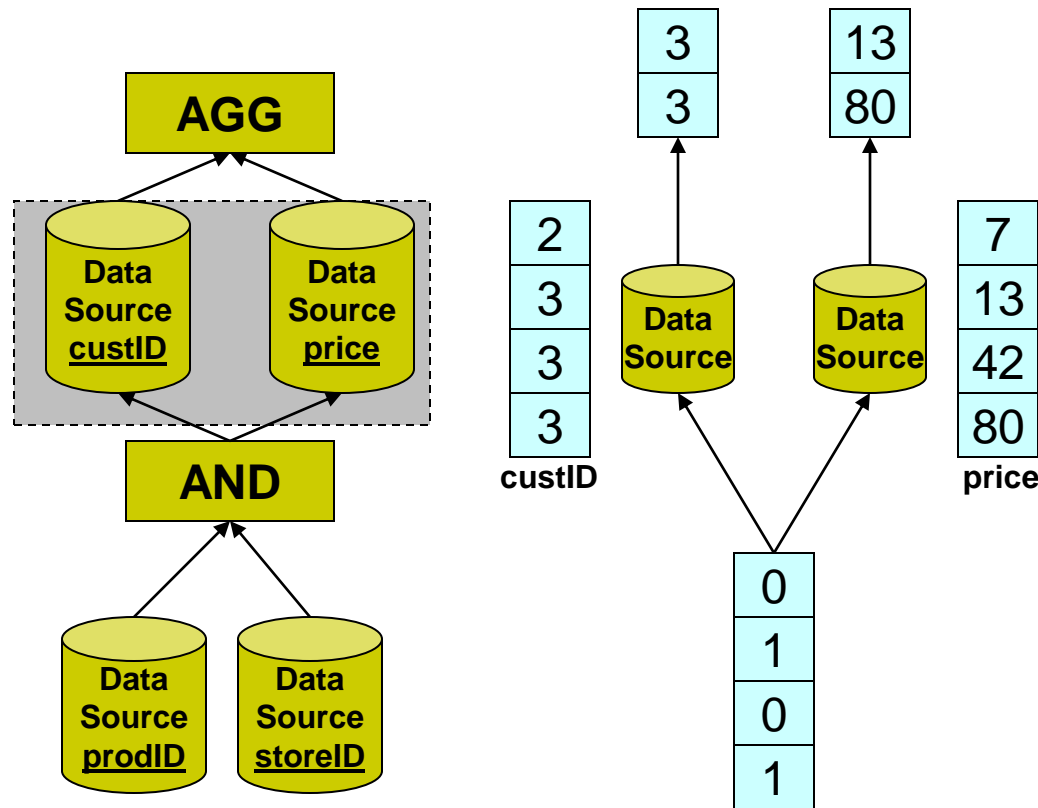 AGG
Data
Source
custID
Data
Source
price
AND
Data
Source
prodID
Data
Source
storeID
3
3
13
80
2
3
3
3
custID
Data
Source
Data
Source
7
13
42
80
price
0
1
0
1